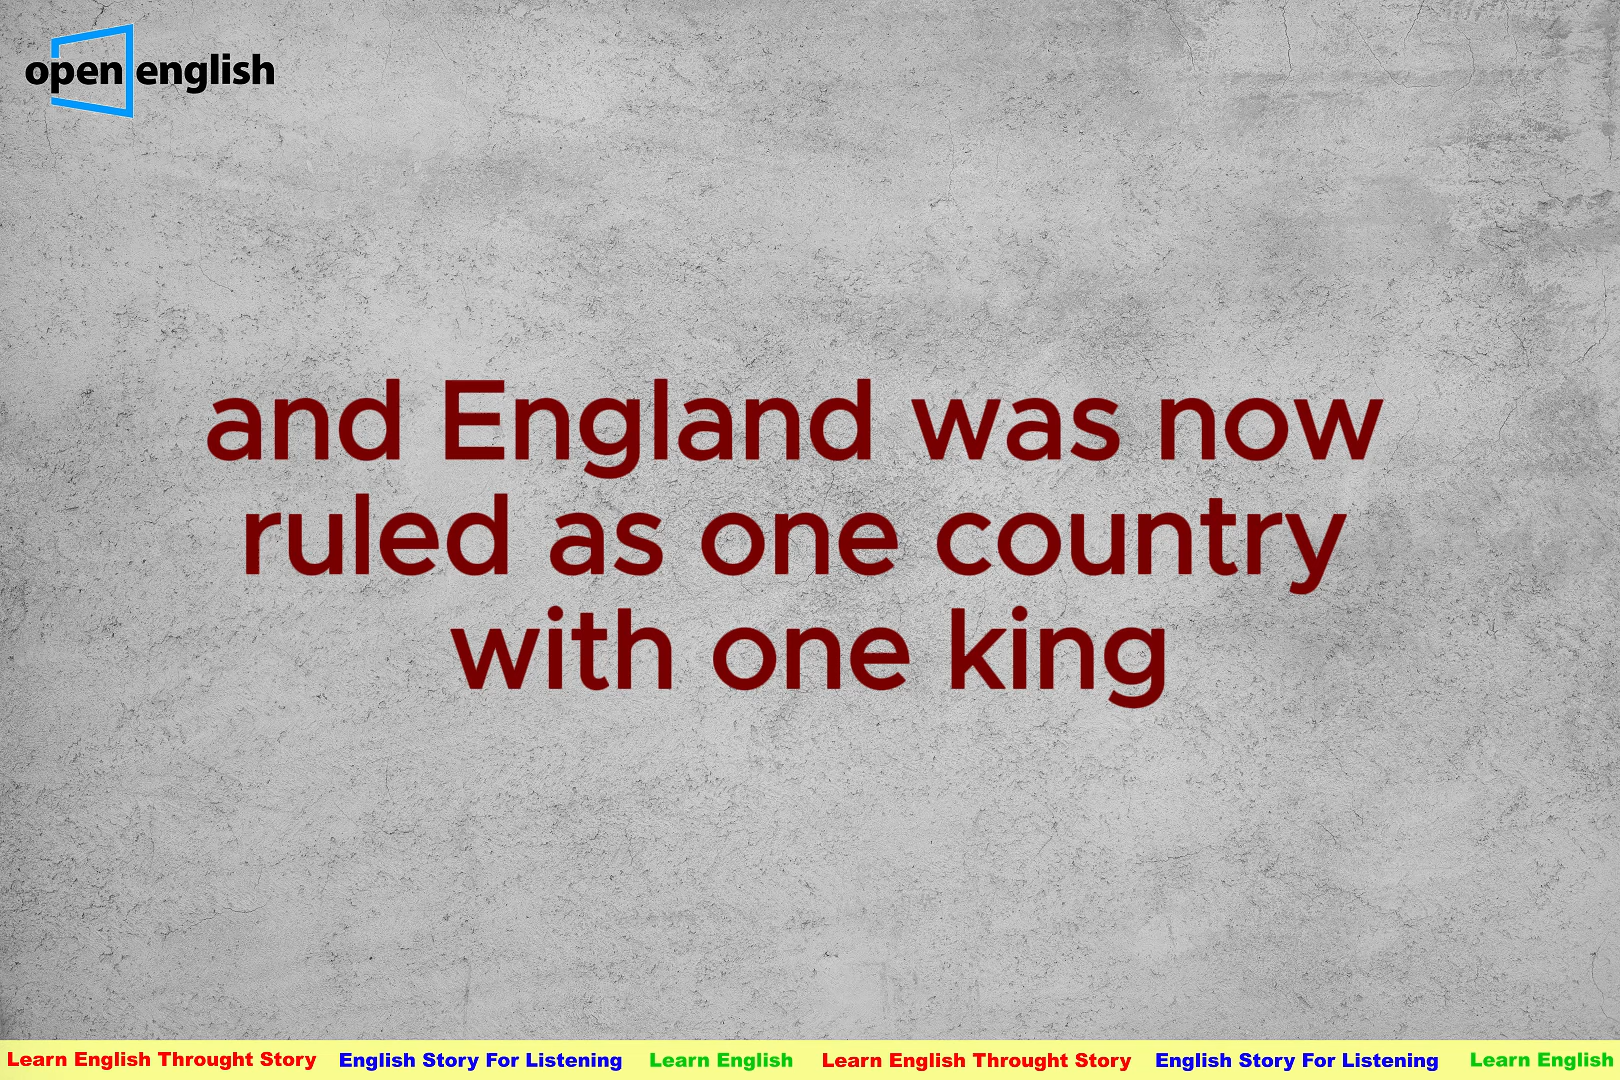 open english
and England was now
ruled as one country
with one king
Learn English Throught Story English Story For Listening Learn English Learn English Throught Story English Story For Listening Learn English